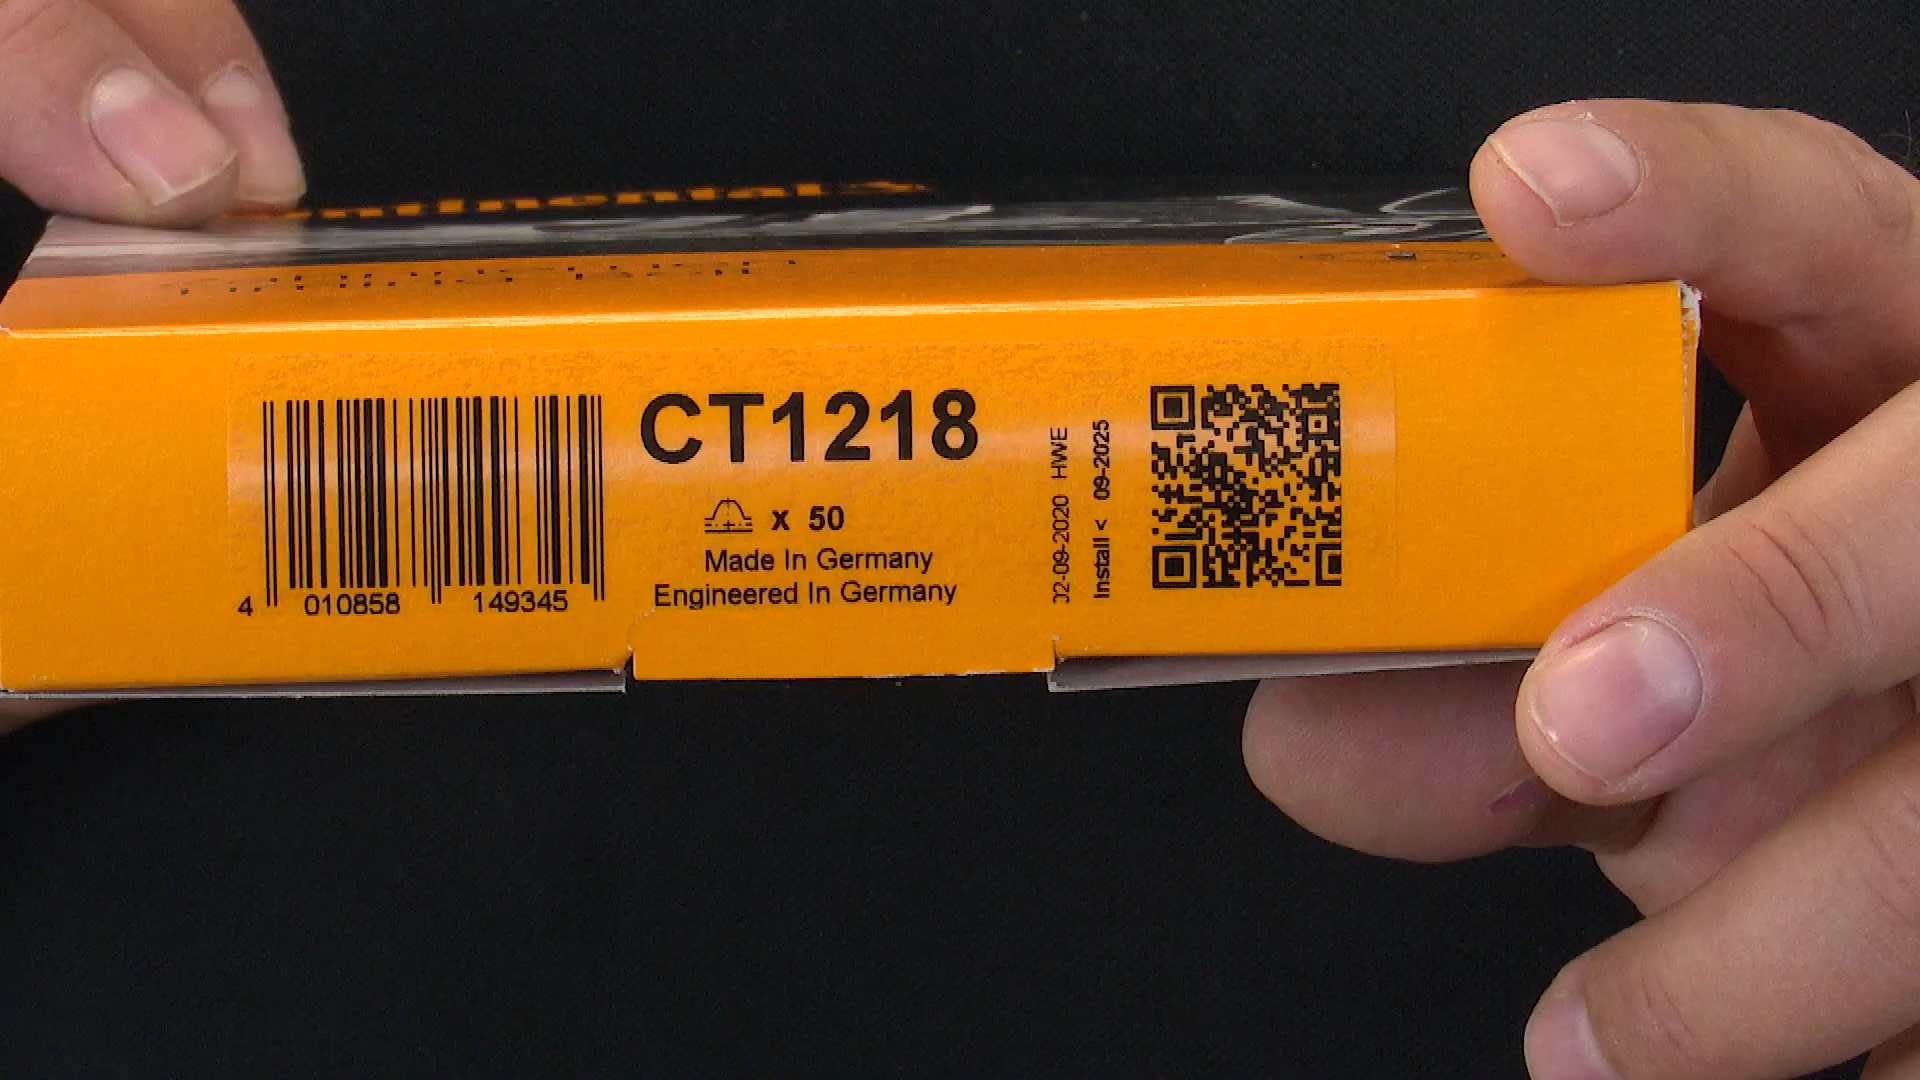 CT1218
x 50
Made In Germany
Engineered In Germany
4 010858 149345
02-09-2020 HWE
Install < 09-2025